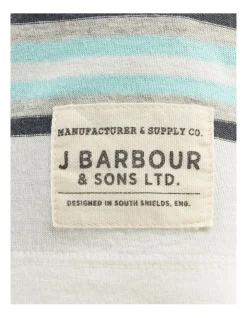 MANUFACTURER & SUPPLY CO.
J BARBOUR
& SONS LTD.
DESIGNED IN SOUTH SHIELDS, ENG.